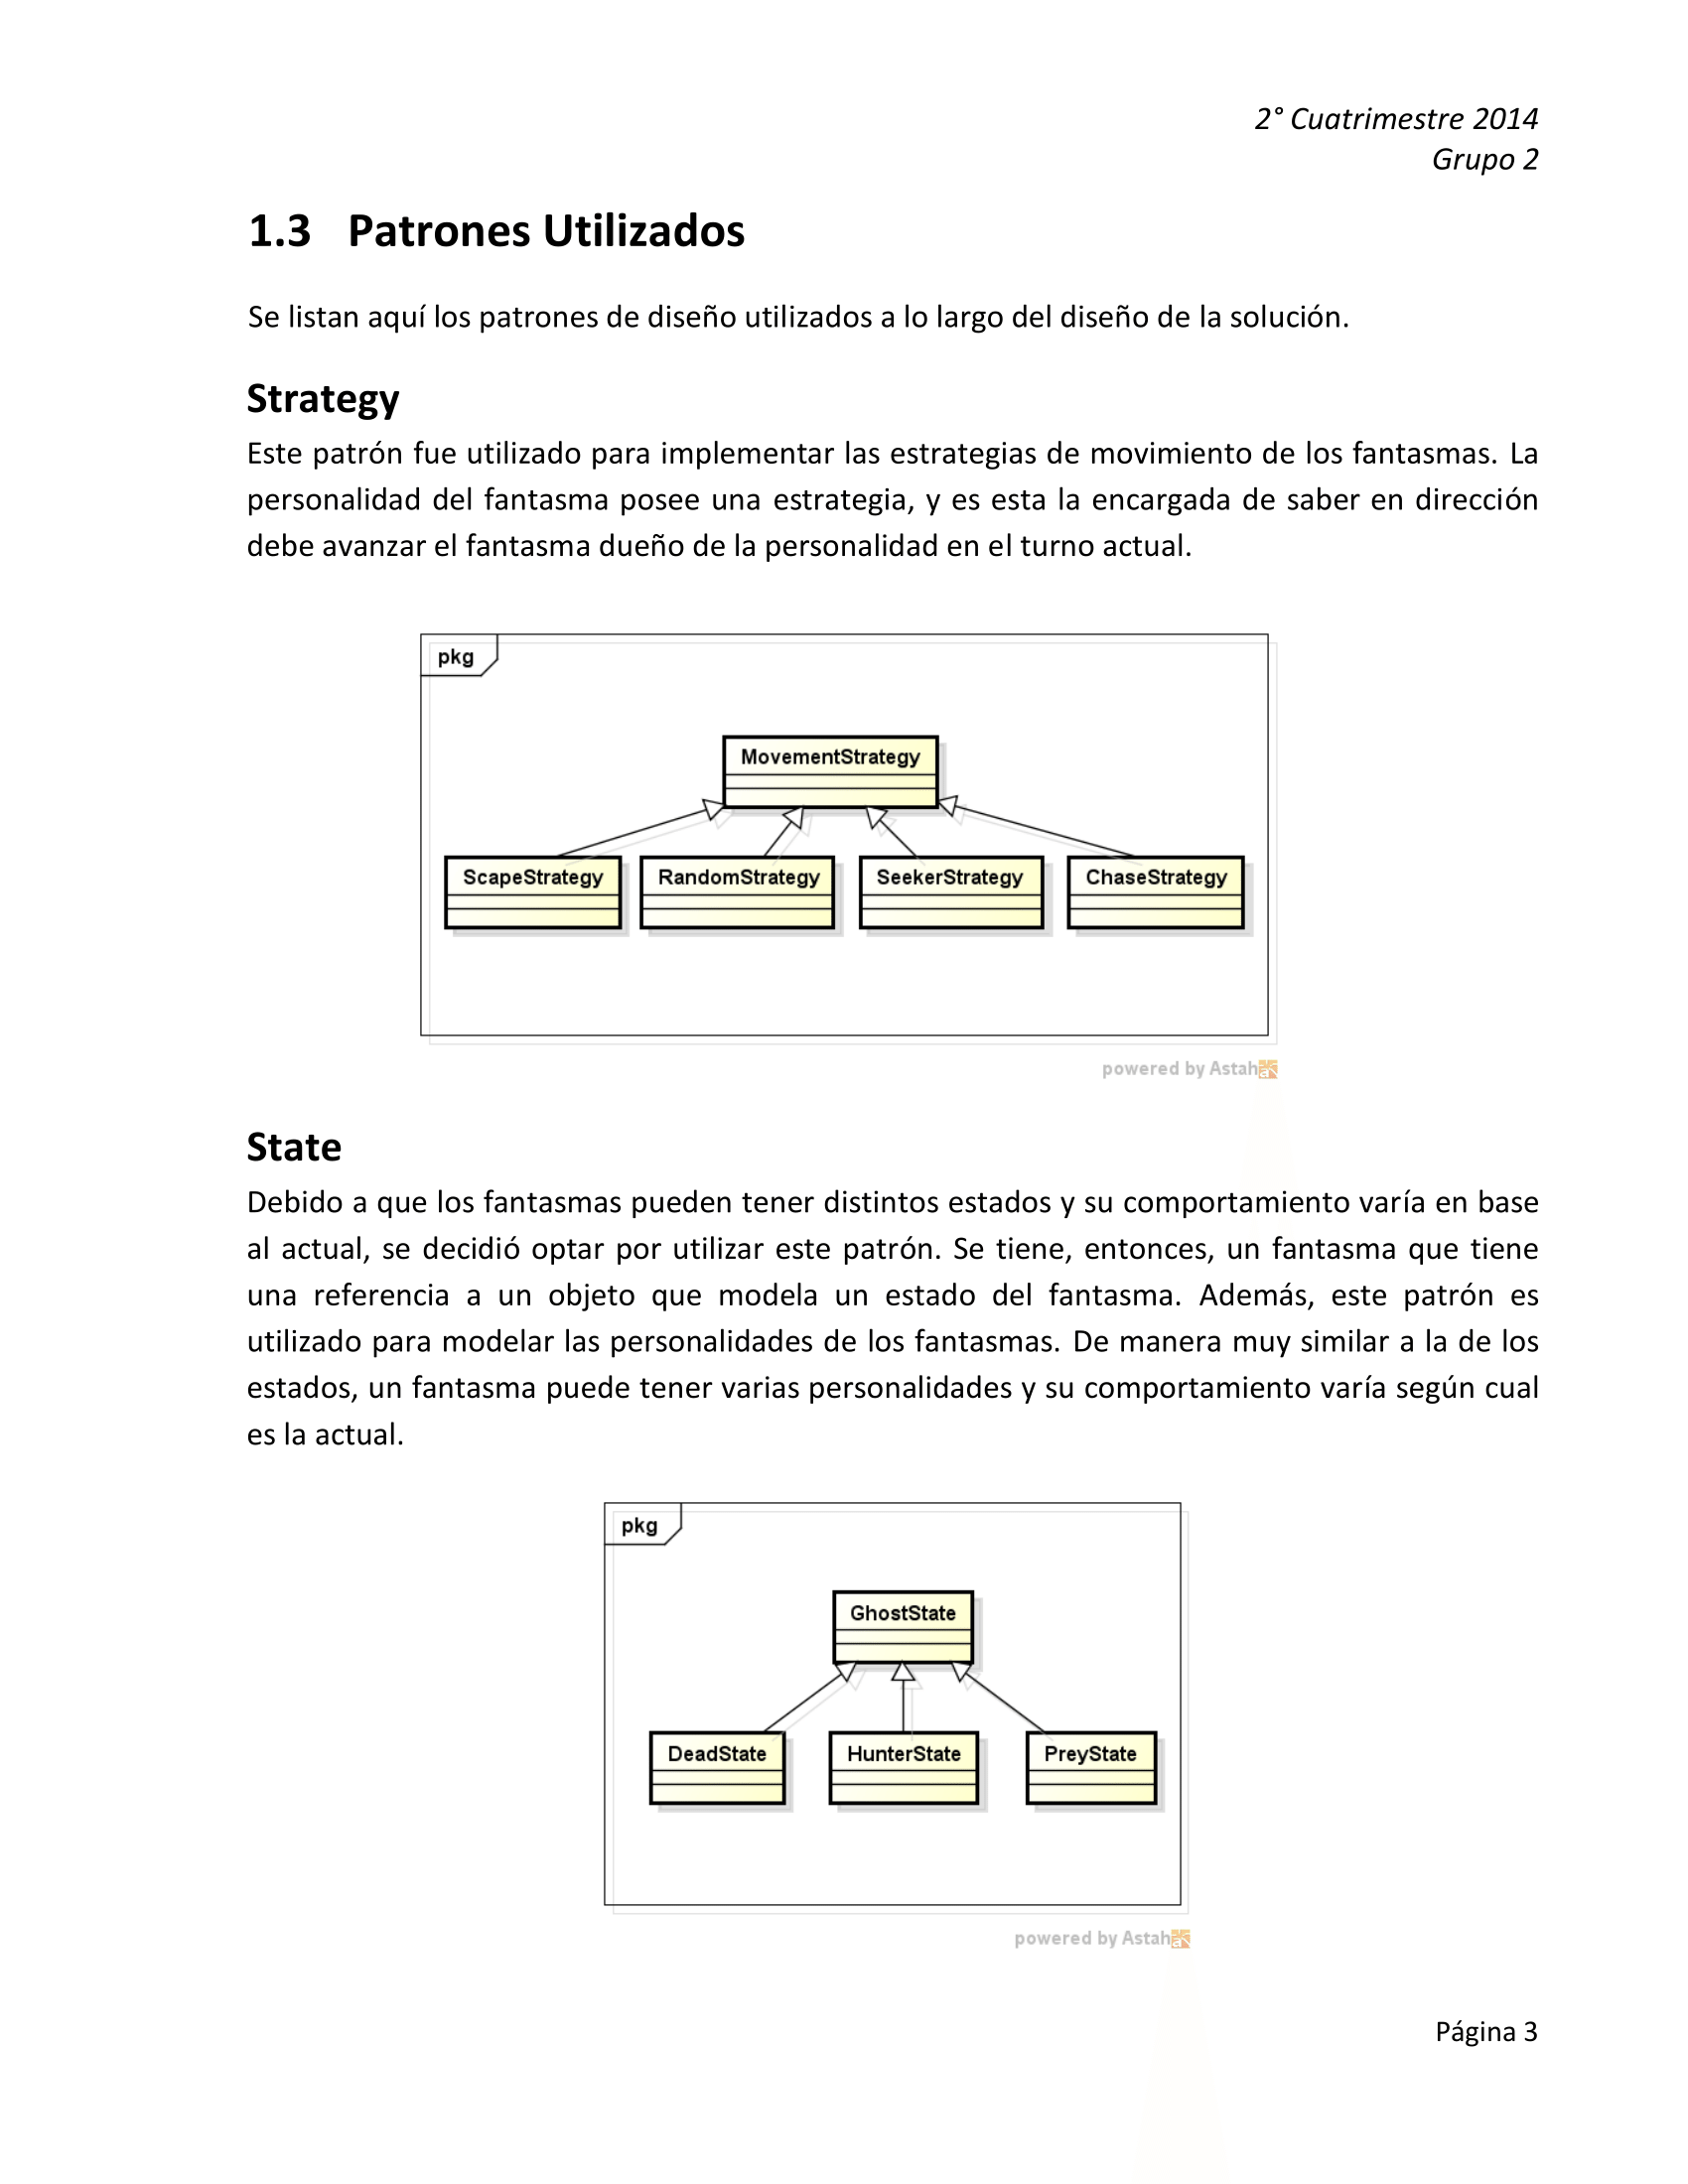 2° Cuatrimestre 2014
Grupo 2
1.3 Patrones Utilizados
Se listan aquí los patrones de diseño utilizados a lo largo del diseño de la solución.
Strategy
Este patrón fue utilizado para implementar las estrategias de movimiento de los fantasmas. La
personalidad del fantasma posee una estrategia, y es esta la encargada de saber en dirección
debe avanzar el fantasma dueño de la personalidad en el turno actual.
pkg
MovementStrategy
ScapeStrategy RandomStrategy SeekerStrategy ChaseStrategy
powered by Astah
State
Debido a que los fantasmas pueden tener distintos estados y su comportamiento varía en base
al actual, se decidió optar por utilizar este patrón. Se tiene, entonces, un fantasma que tiene
una referencia a un objeto que modela un estado del fantasma. Además, este patrón es
utilizado para modelar las personalidades de los fantasmas. De manera muy similar a la de los
estados, un fantasma puede tener varias personalidades y su comportamiento varía según cual
es la actual.
pkg
GhostState
DeadState HunterState PreyState
powered by Astah
Página 3